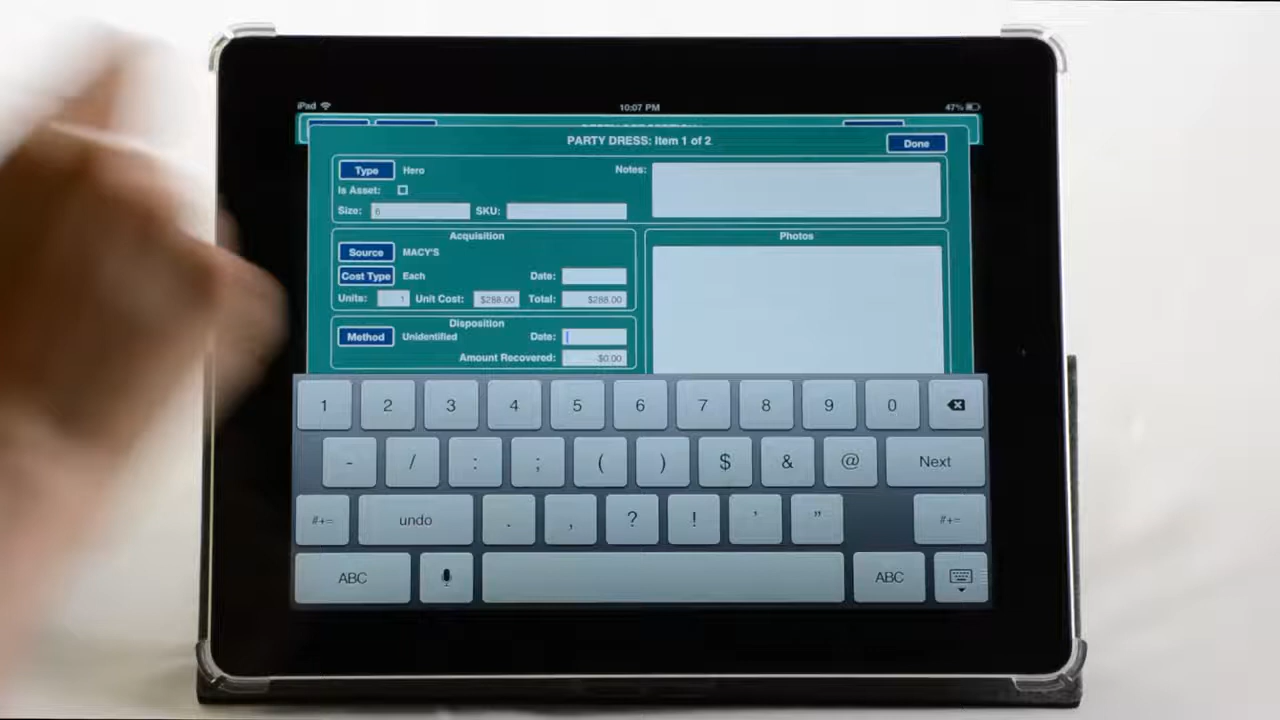 iPad 10:07 PM 47%
PARTY DRESS: Item 1 of 2 Done
Type Hero Notes:
Is Asset:
Size: 6 SKU:
Acquisition Photos
Source MACY'S
Cost Type Each Date:
Units: 1 Unit Cost: $288.00 Total: $288.00
Disposition
Method Unidentified Date:
Amount Recovered: $0.00
1 2 3 4 5 6 7 8 9 0
- / : ; ( ) $ & @ Next
#+= undo . , ? ! ' " #+=
ABC ABC